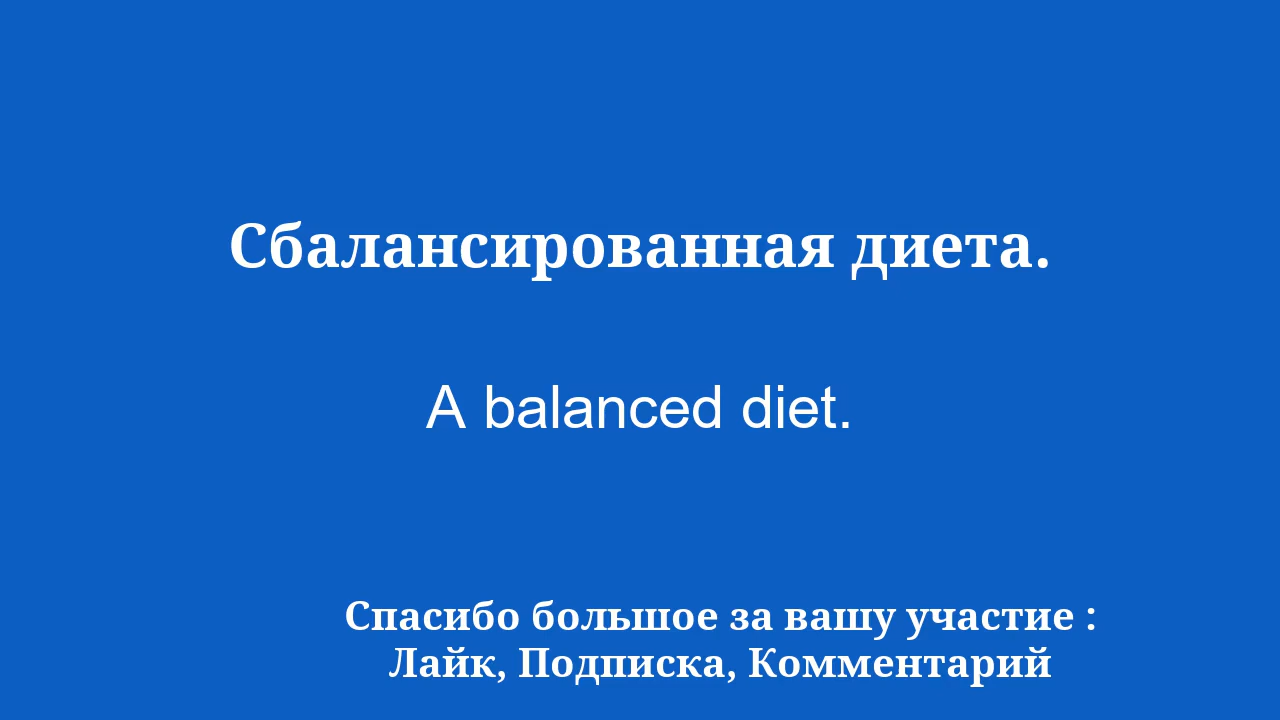 Сбалансированная диета.
A balanced diet.
Спасибо большое за вашу участие :
Лайк, Подписка, Комментарий